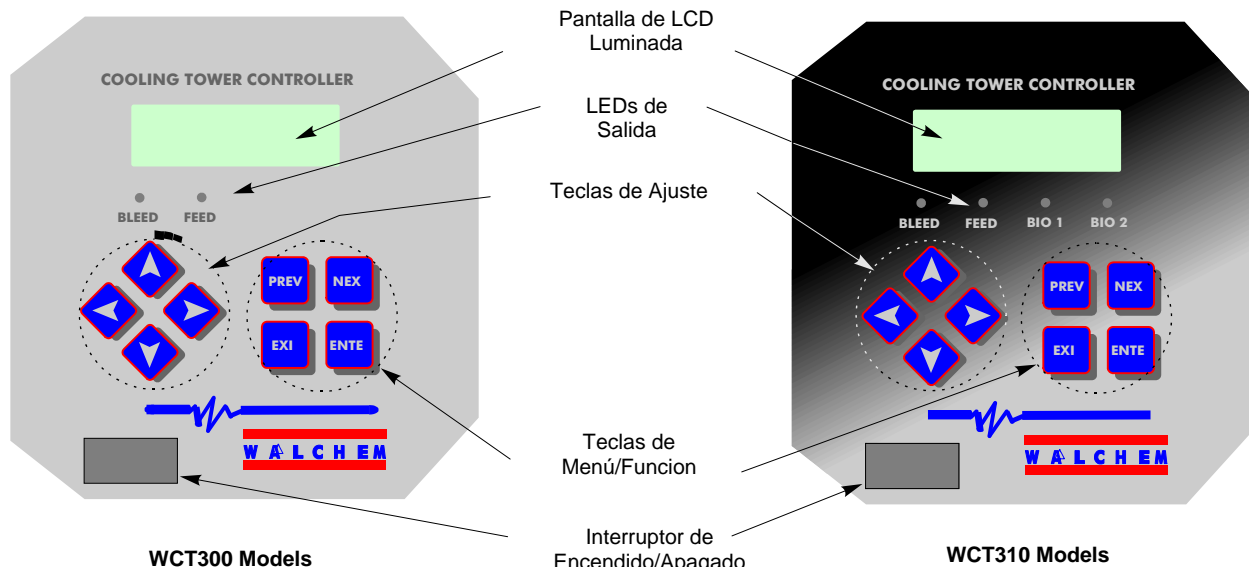 Pantalla de LCD
Luminada
LEDs de
Salida
Teclas de Ajuste
Teclas de
Menú/Funcion
Interruptor de
Encendido/Apagado
COOLING TOWER CONTROLLER
BLEED FEED
PREV NEX
EXI ENTE
WALCHEM
WCT300 Models
COOLING TOWER CONTROLLER
BLEED FEED BIO 1 BIO 2
PREV NEX
EXI ENTE
WALCHEM
WCT310 Models